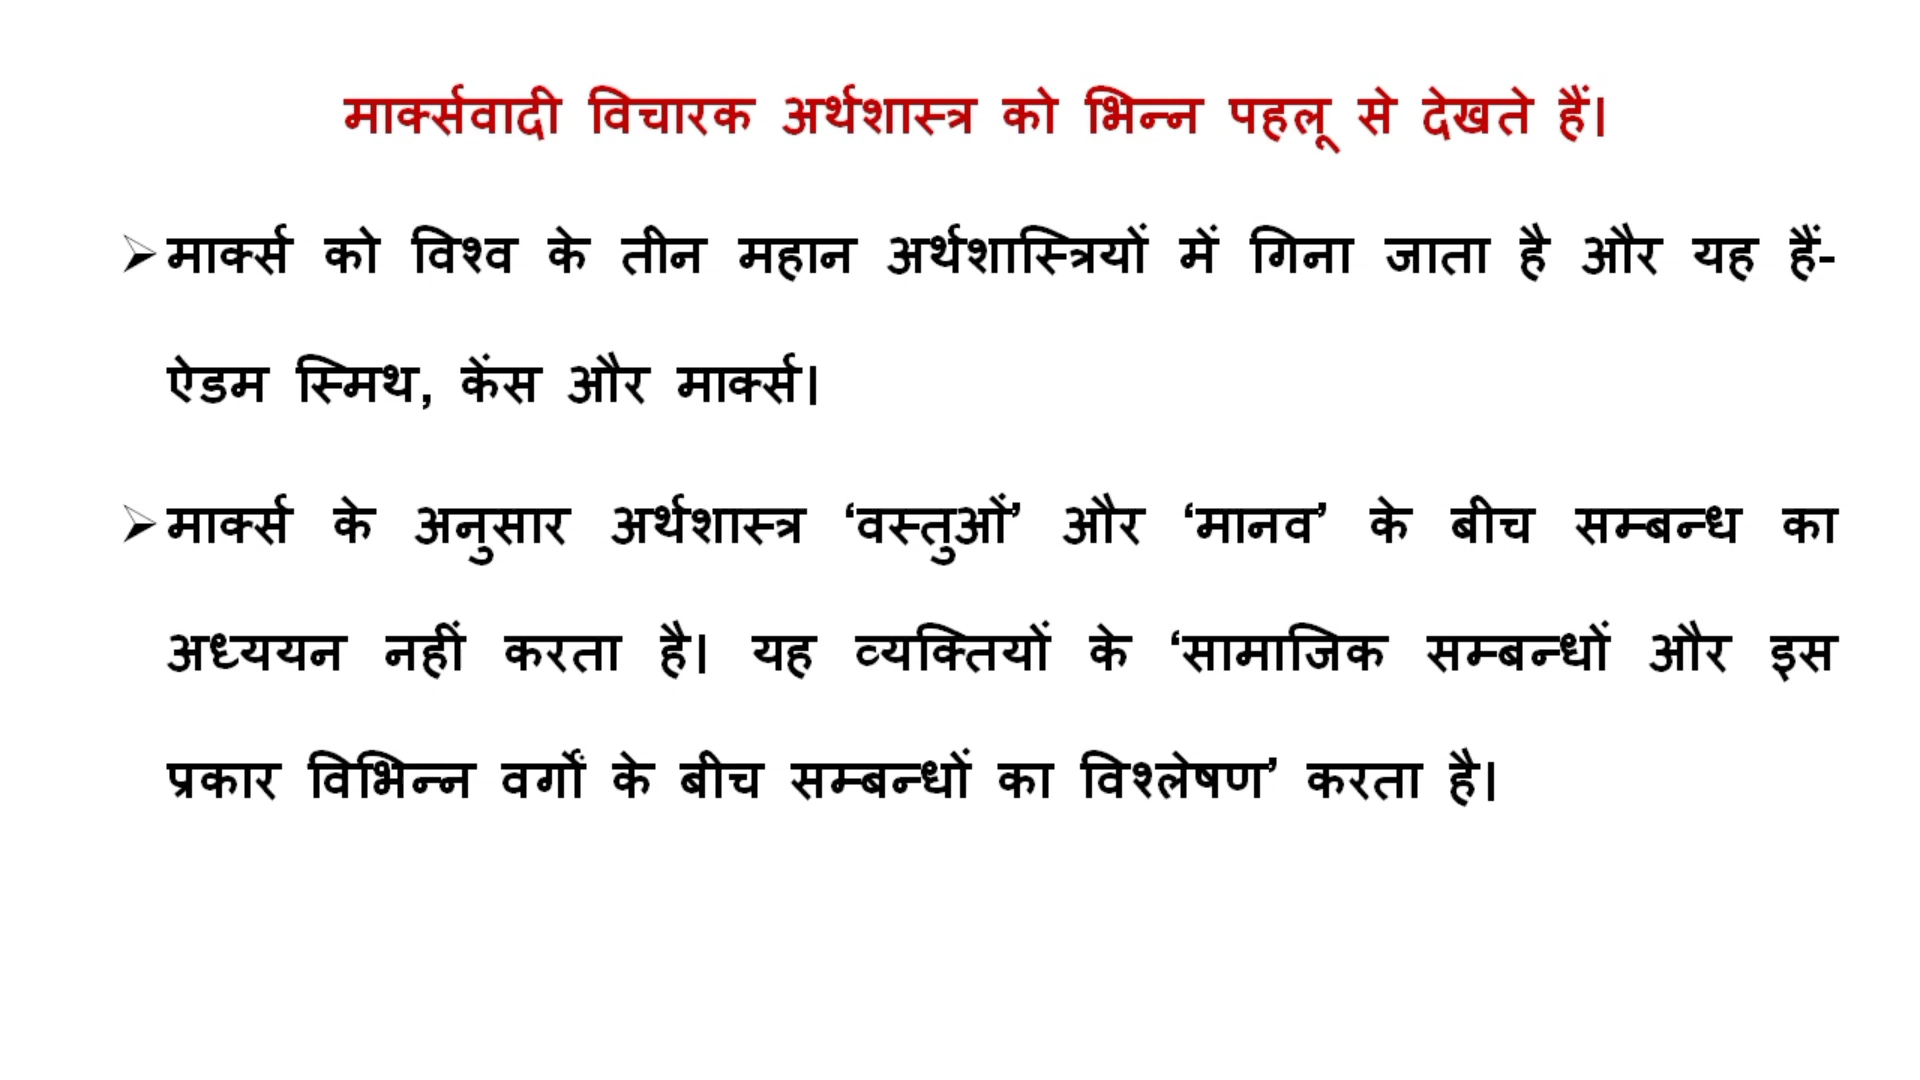 मार्क्सवादी विचारक अर्थशास्त्र को भिन्न पहलू से देखते हैं।
➢मार्क्स को विश्व के तीन महान अर्थशास्त्रियों में गिना जाता है और यह हैं-
ऐडम स्मिथ, केंस और मार्क्स।
➢मार्क्स के अनुसार अर्थशास्त्र ‘वस्तुओं’ और ‘मानव’ के बीच सम्बन्ध का
अध्ययन नहीं करता है। यह व्यक्तियों के ‘सामाजिक सम्बन्धों और इस
प्रकार विभिन्न वर्गों के बीच सम्बन्धों का विश्लेषण’ करता है।